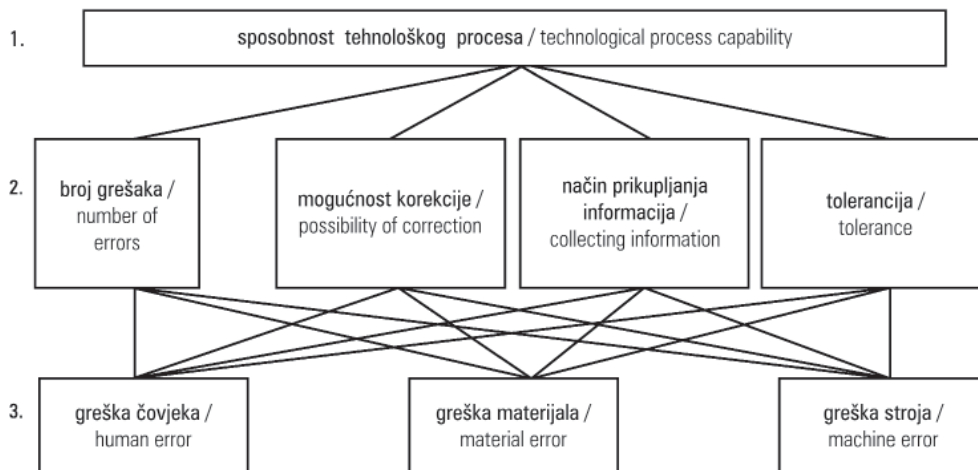 1.
sposobnost tehnološkog procesa / technological process capability
2.
broj grešaka /
number of
errors
mogućnost korekcije /
possibility of correction
način prikupljanja
informacija /
collecting information
tolerancija /
tolerance
3.
greška čovjeka /
human error
greška materijala /
material error
greška stroja /
machine error